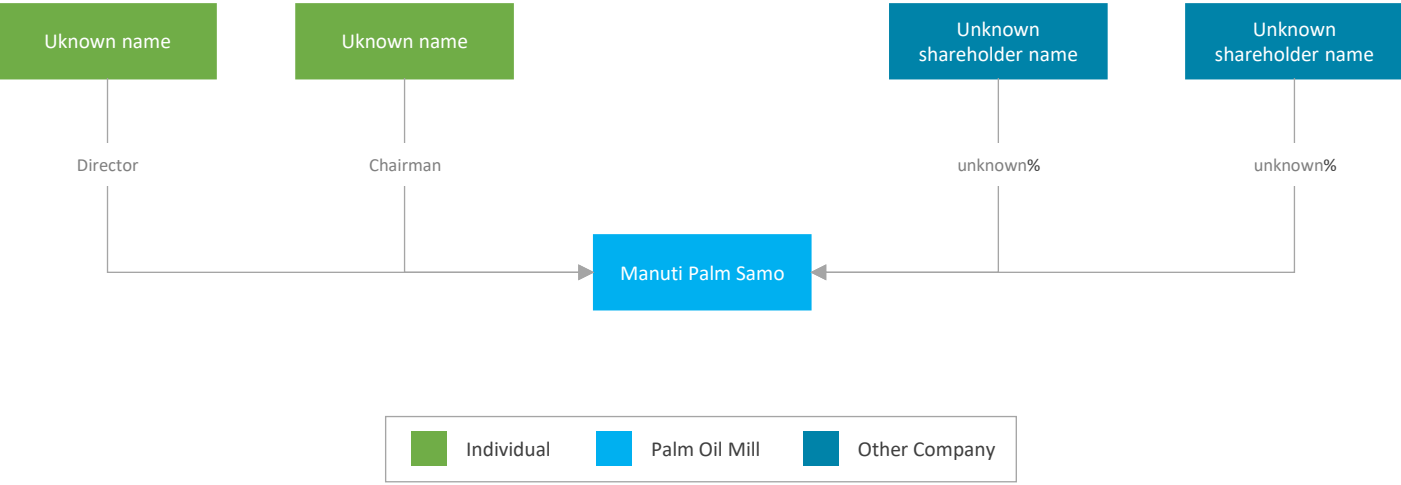 Uknown name
Uknown name
Unknown
shareholder name
Unknown
shareholder name
Director
Chairman
unknown%
unknown%
Manuti Palm Samo
Individual
Palm Oil Mill
Other Company